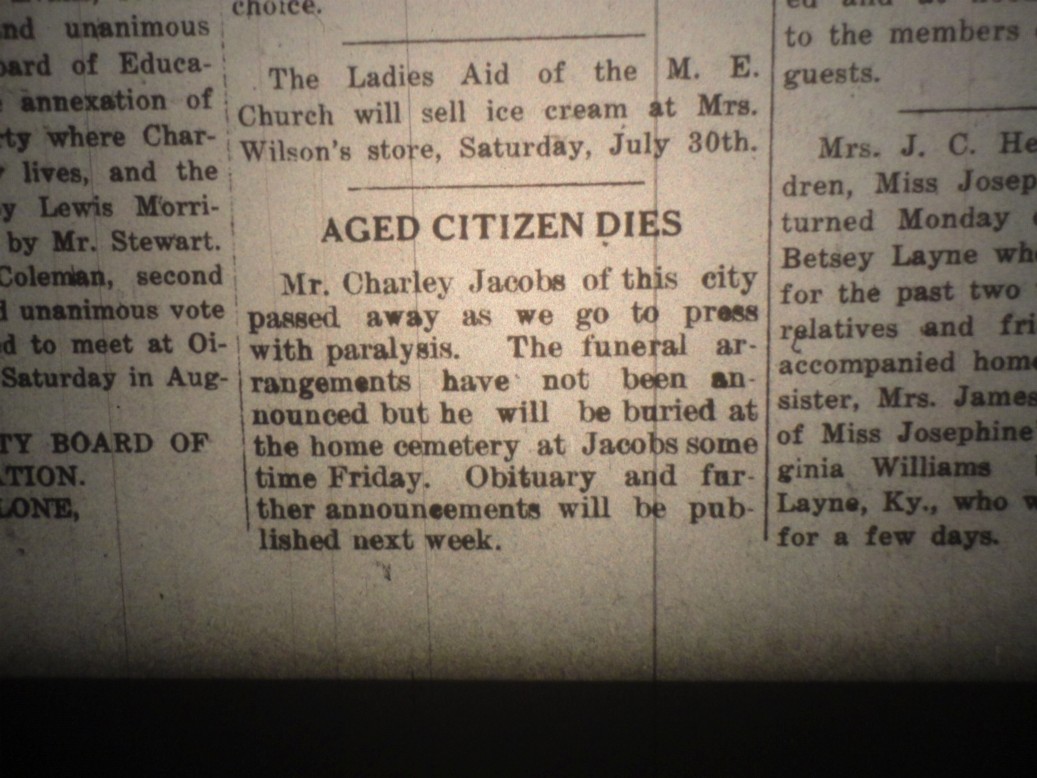 nd unanimous
oard of Educa-
annexation of
rty where Char-
lives, and the
y Lewis Morri-
by Mr. Stewart.
Coleman, second
d unanimous vote
ed to meet at Oi-
Saturday in Aug-
TY BOARD OF
ATION.
LONE,
choice.
The Ladies Aid of the M. E.
Church will sell ice cream at Mrs.
Wilson's store, Saturday, July 30th.
AGED CITIZEN DIES
Mr. Charley Jacobs of this city
passed away as we go to press
with paralysis. The funeral ar-
rangements have not been an-
nounced but he will be buried at
the home cemetery at Jacobs some
time Friday. Obituary and fur-
ther announcements will be pub-
lished next week.
to the members
guests.
Mrs. J. C. He
dren, Miss Josep
turned Monday
Betsey Layne wh
for the past two
relatives and fri
accompanied home
sister, Mrs. James
of Miss Josephine
ginia Williams
Layne, Ky., who w
for a few days.